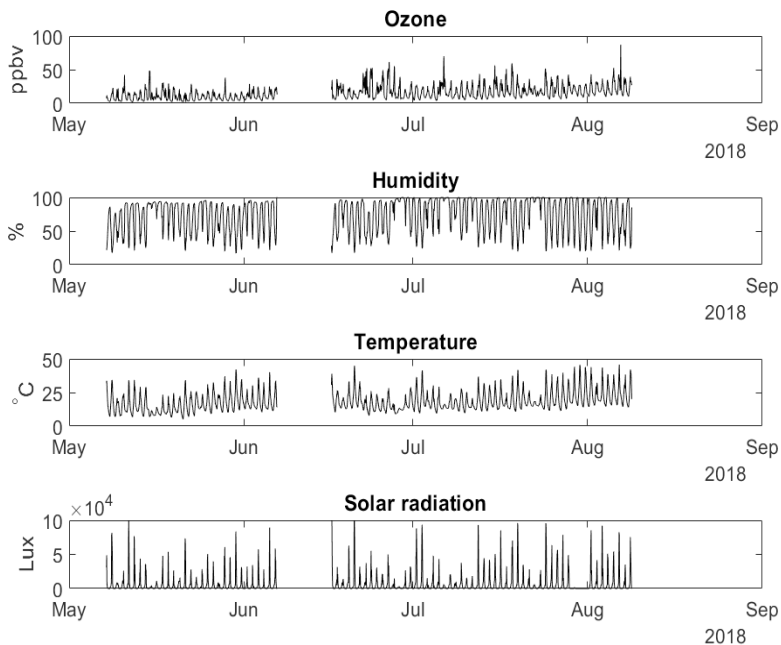 Ozone
100
50
0
ppbv
May Jun Jul Aug Sep
2018
Humidity
100
50
0
%
May Jun Jul Aug Sep
2018
Temperature
50
25
0
°C
May Jun Jul Aug Sep
2018
×10⁴ Solar radiation
10
5
0
Lux
May Jun Jul Aug Sep
2018